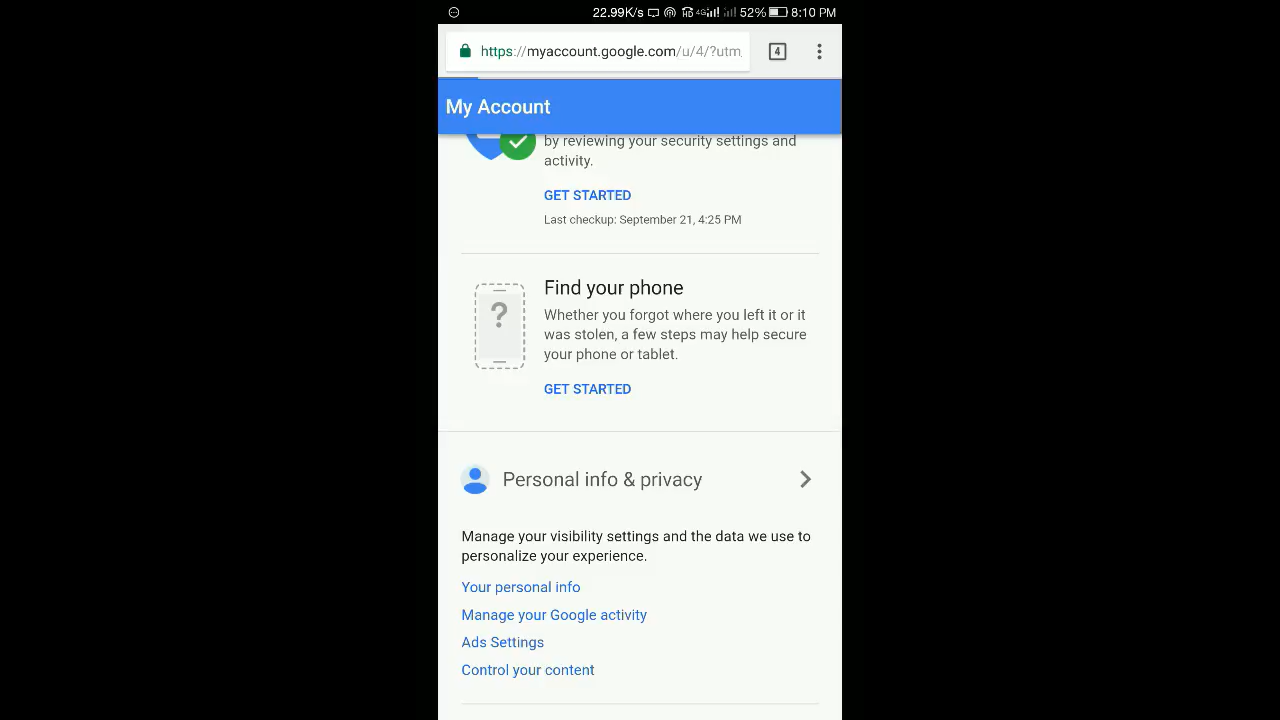 22.99K/s HD 4G 52% 8:10 PM
https://myaccount.google.com/u/4/?utm
4
My Account
by reviewing your security settings and
activity.
GET STARTED
Last checkup: September 21, 4:25 PM
Find your phone
Whether you forgot where you left it or it
was stolen, a few steps may help secure
your phone or tablet.
GET STARTED
Personal info & privacy
Manage your visibility settings and the data we use to
personalize your experience.
Your personal info
Manage your Google activity
Ads Settings
Control your content